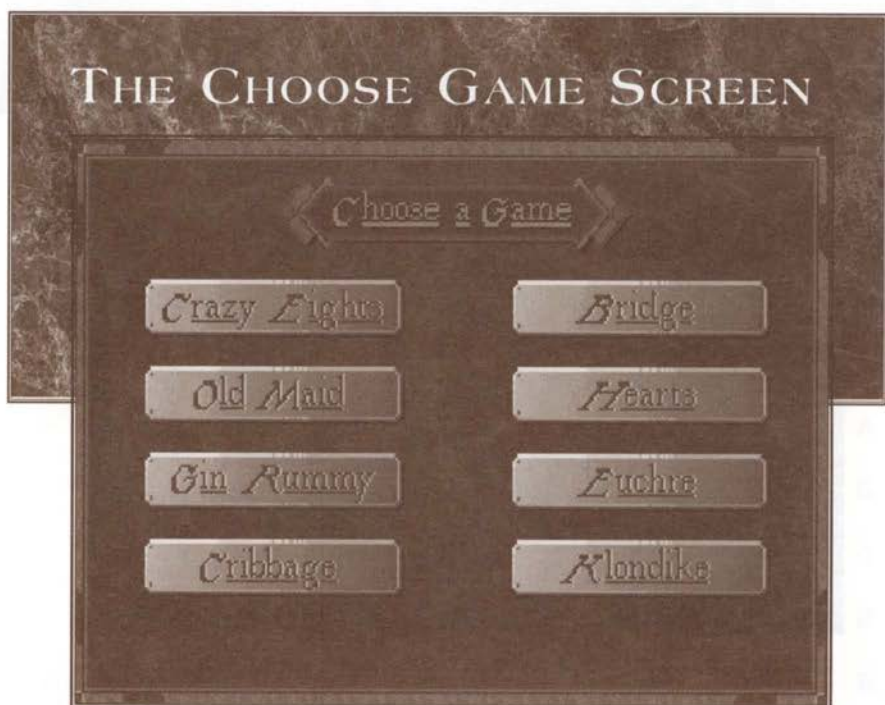 THE CHOOSE GAME SCREEN
Choose a Game
Crazy Eights
Bridge
Old Maid
Hearts
Gin Rummy
Euchre
Cribbage
Klondike